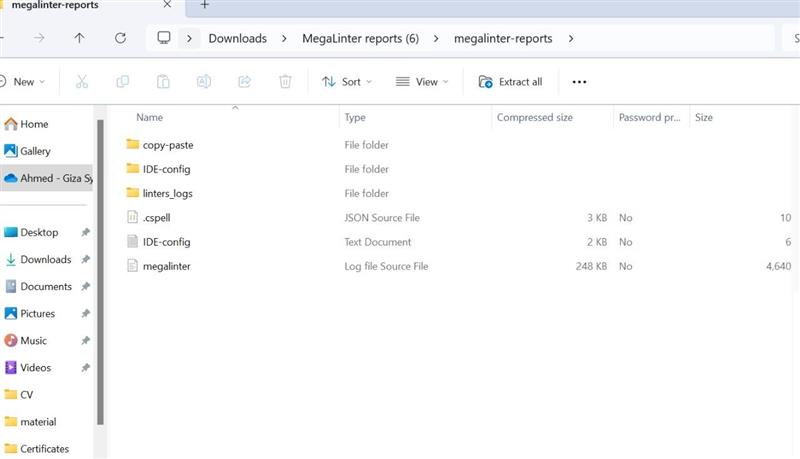 megalinter-reports
Downloads
MegaLinter reports (6)
megalinter-reports
S
New
Sort
View
Extract all
Name
Type
Compressed size
Password pr...
Size
Home
Gallery
Ahmed - Giza Sy
Desktop
Downloads
Documents
Pictures
Music
Videos
CV
material
Certificates
copy-paste File folder
IDE-config File folder
linters_logs File folder
.cspell JSON Source File 3 KB No 10
IDE-config Text Document 2 KB No 6
megalinter Log file Source File 248 KB No 4,640